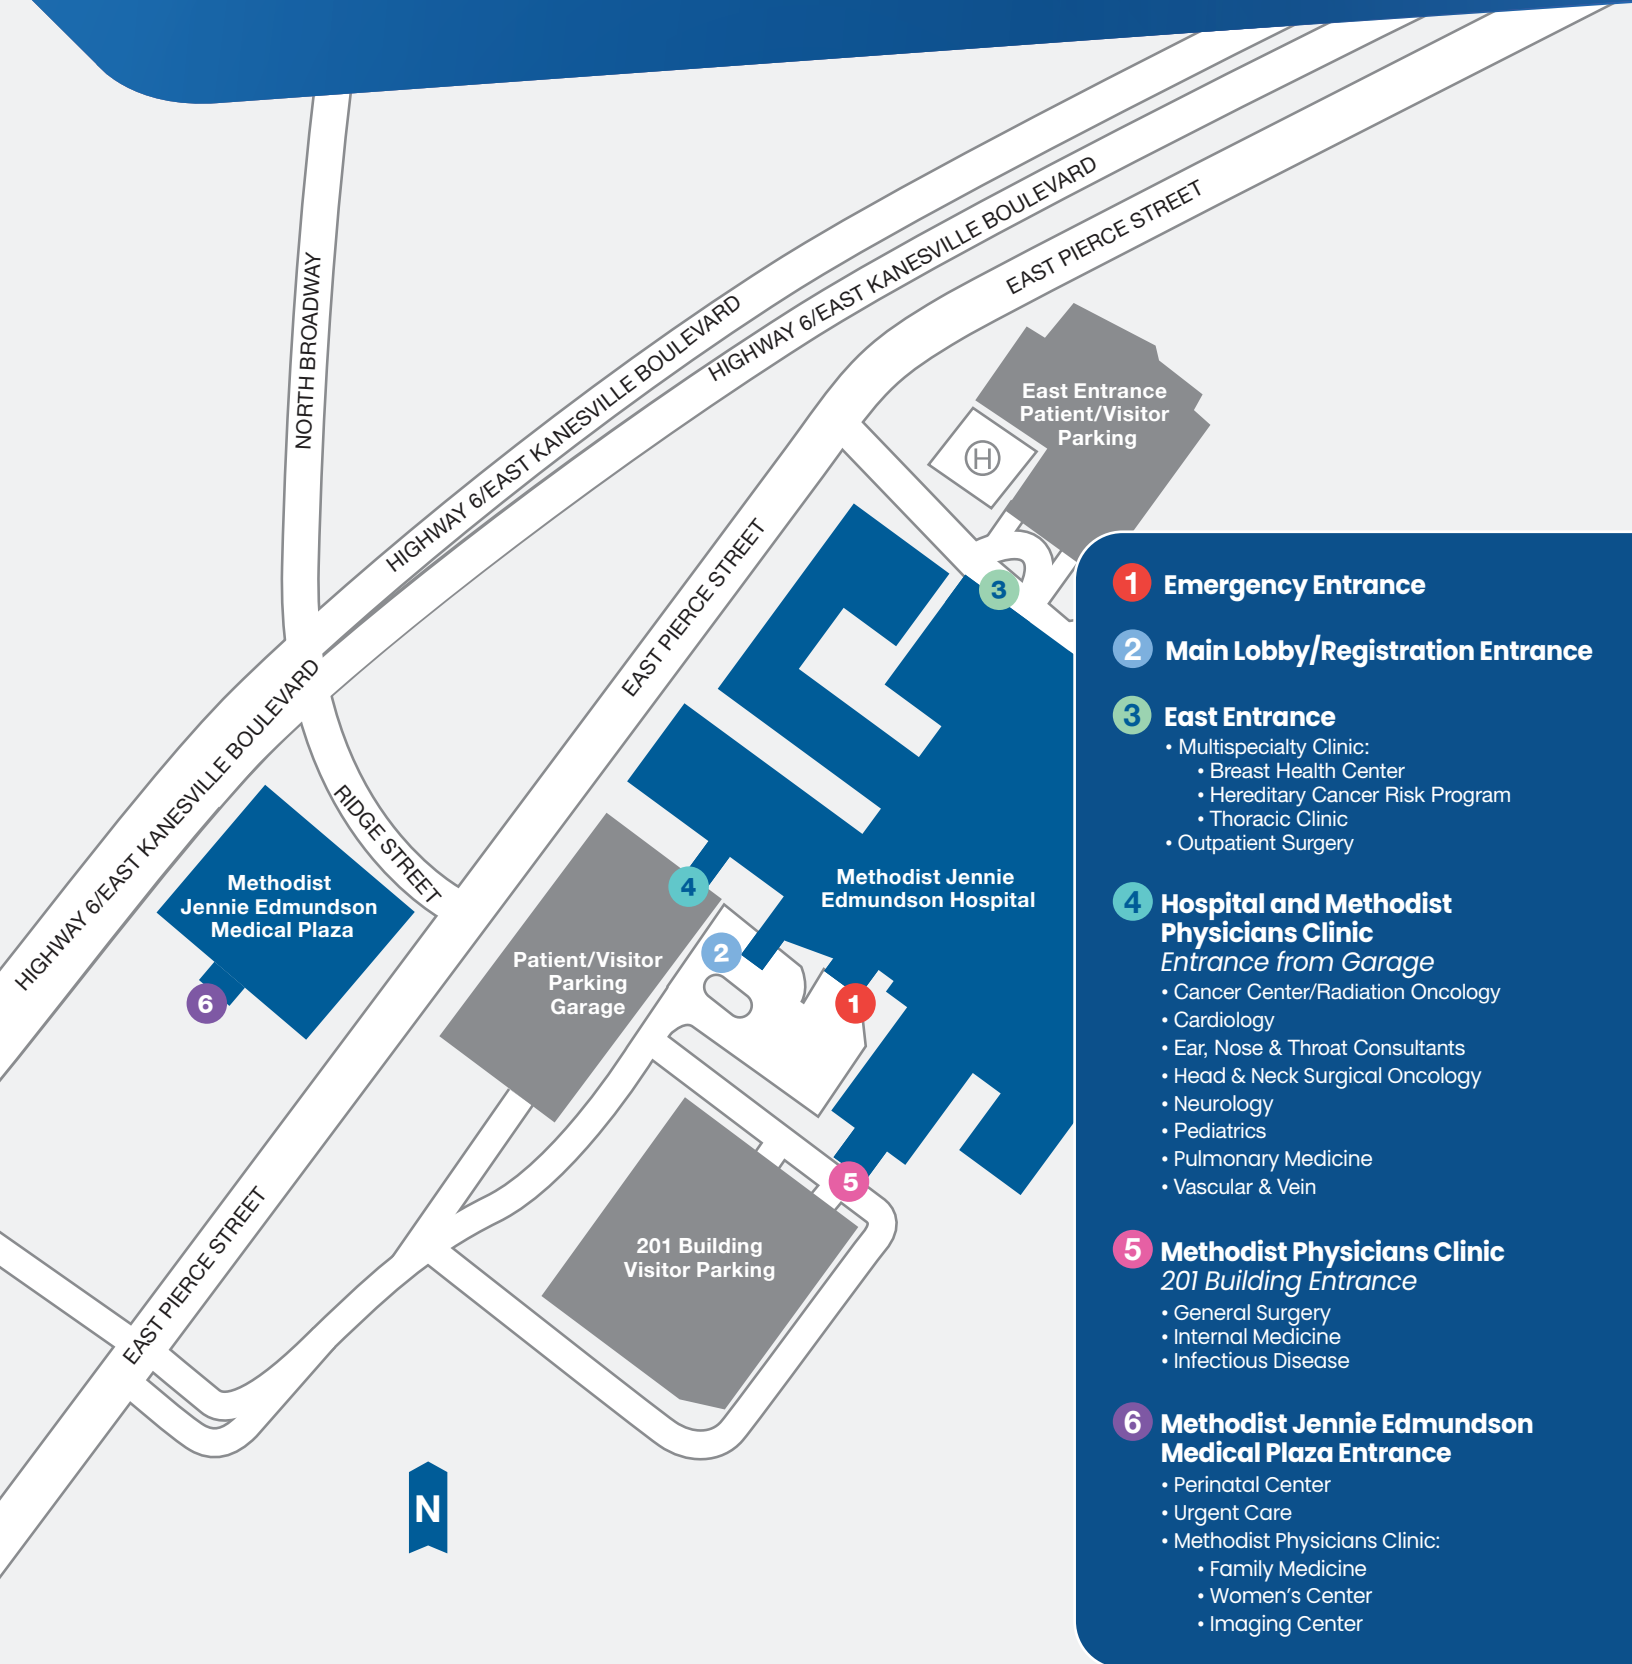 NORTH BROADWAY
HIGHWAY 6/EAST KANESVILLE BOULEVARD
HIGHWAY 6/EAST KANESVILLE BOULEVARD
EAST PIERCE STREET
East Entrance
Patient/Visitor
Parking
H
3
EAST PIERCE STREET
HIGHWAY 6/EAST KANESVILLE BOULEVARD
RIDGE STREET
Methodist
Jennie Edmundson
Medical Plaza
6
4
Methodist Jennie
Edmundson Hospital
Patient/Visitor
Parking
Garage
2
1
5
201 Building
Visitor Parking
EAST PIERCE STREET
N
1 Emergency Entrance
2 Main Lobby/Registration Entrance
3 East Entrance
• Multispecialty Clinic:
• Breast Health Center
• Hereditary Cancer Risk Program
• Thoracic Clinic
• Outpatient Surgery
4 Hospital and Methodist
Physicians Clinic
Entrance from Garage
• Cancer Center/Radiation Oncology
• Cardiology
• Ear, Nose & Throat Consultants
• Head & Neck Surgical Oncology
• Neurology
• Pediatrics
• Pulmonary Medicine
• Vascular & Vein
5 Methodist Physicians Clinic
201 Building Entrance
• General Surgery
• Internal Medicine
• Infectious Disease
6 Methodist Jennie Edmundson
Medical Plaza Entrance
• Perinatal Center
• Urgent Care
• Methodist Physicians Clinic:
• Family Medicine
• Women’s Center
• Imaging Center